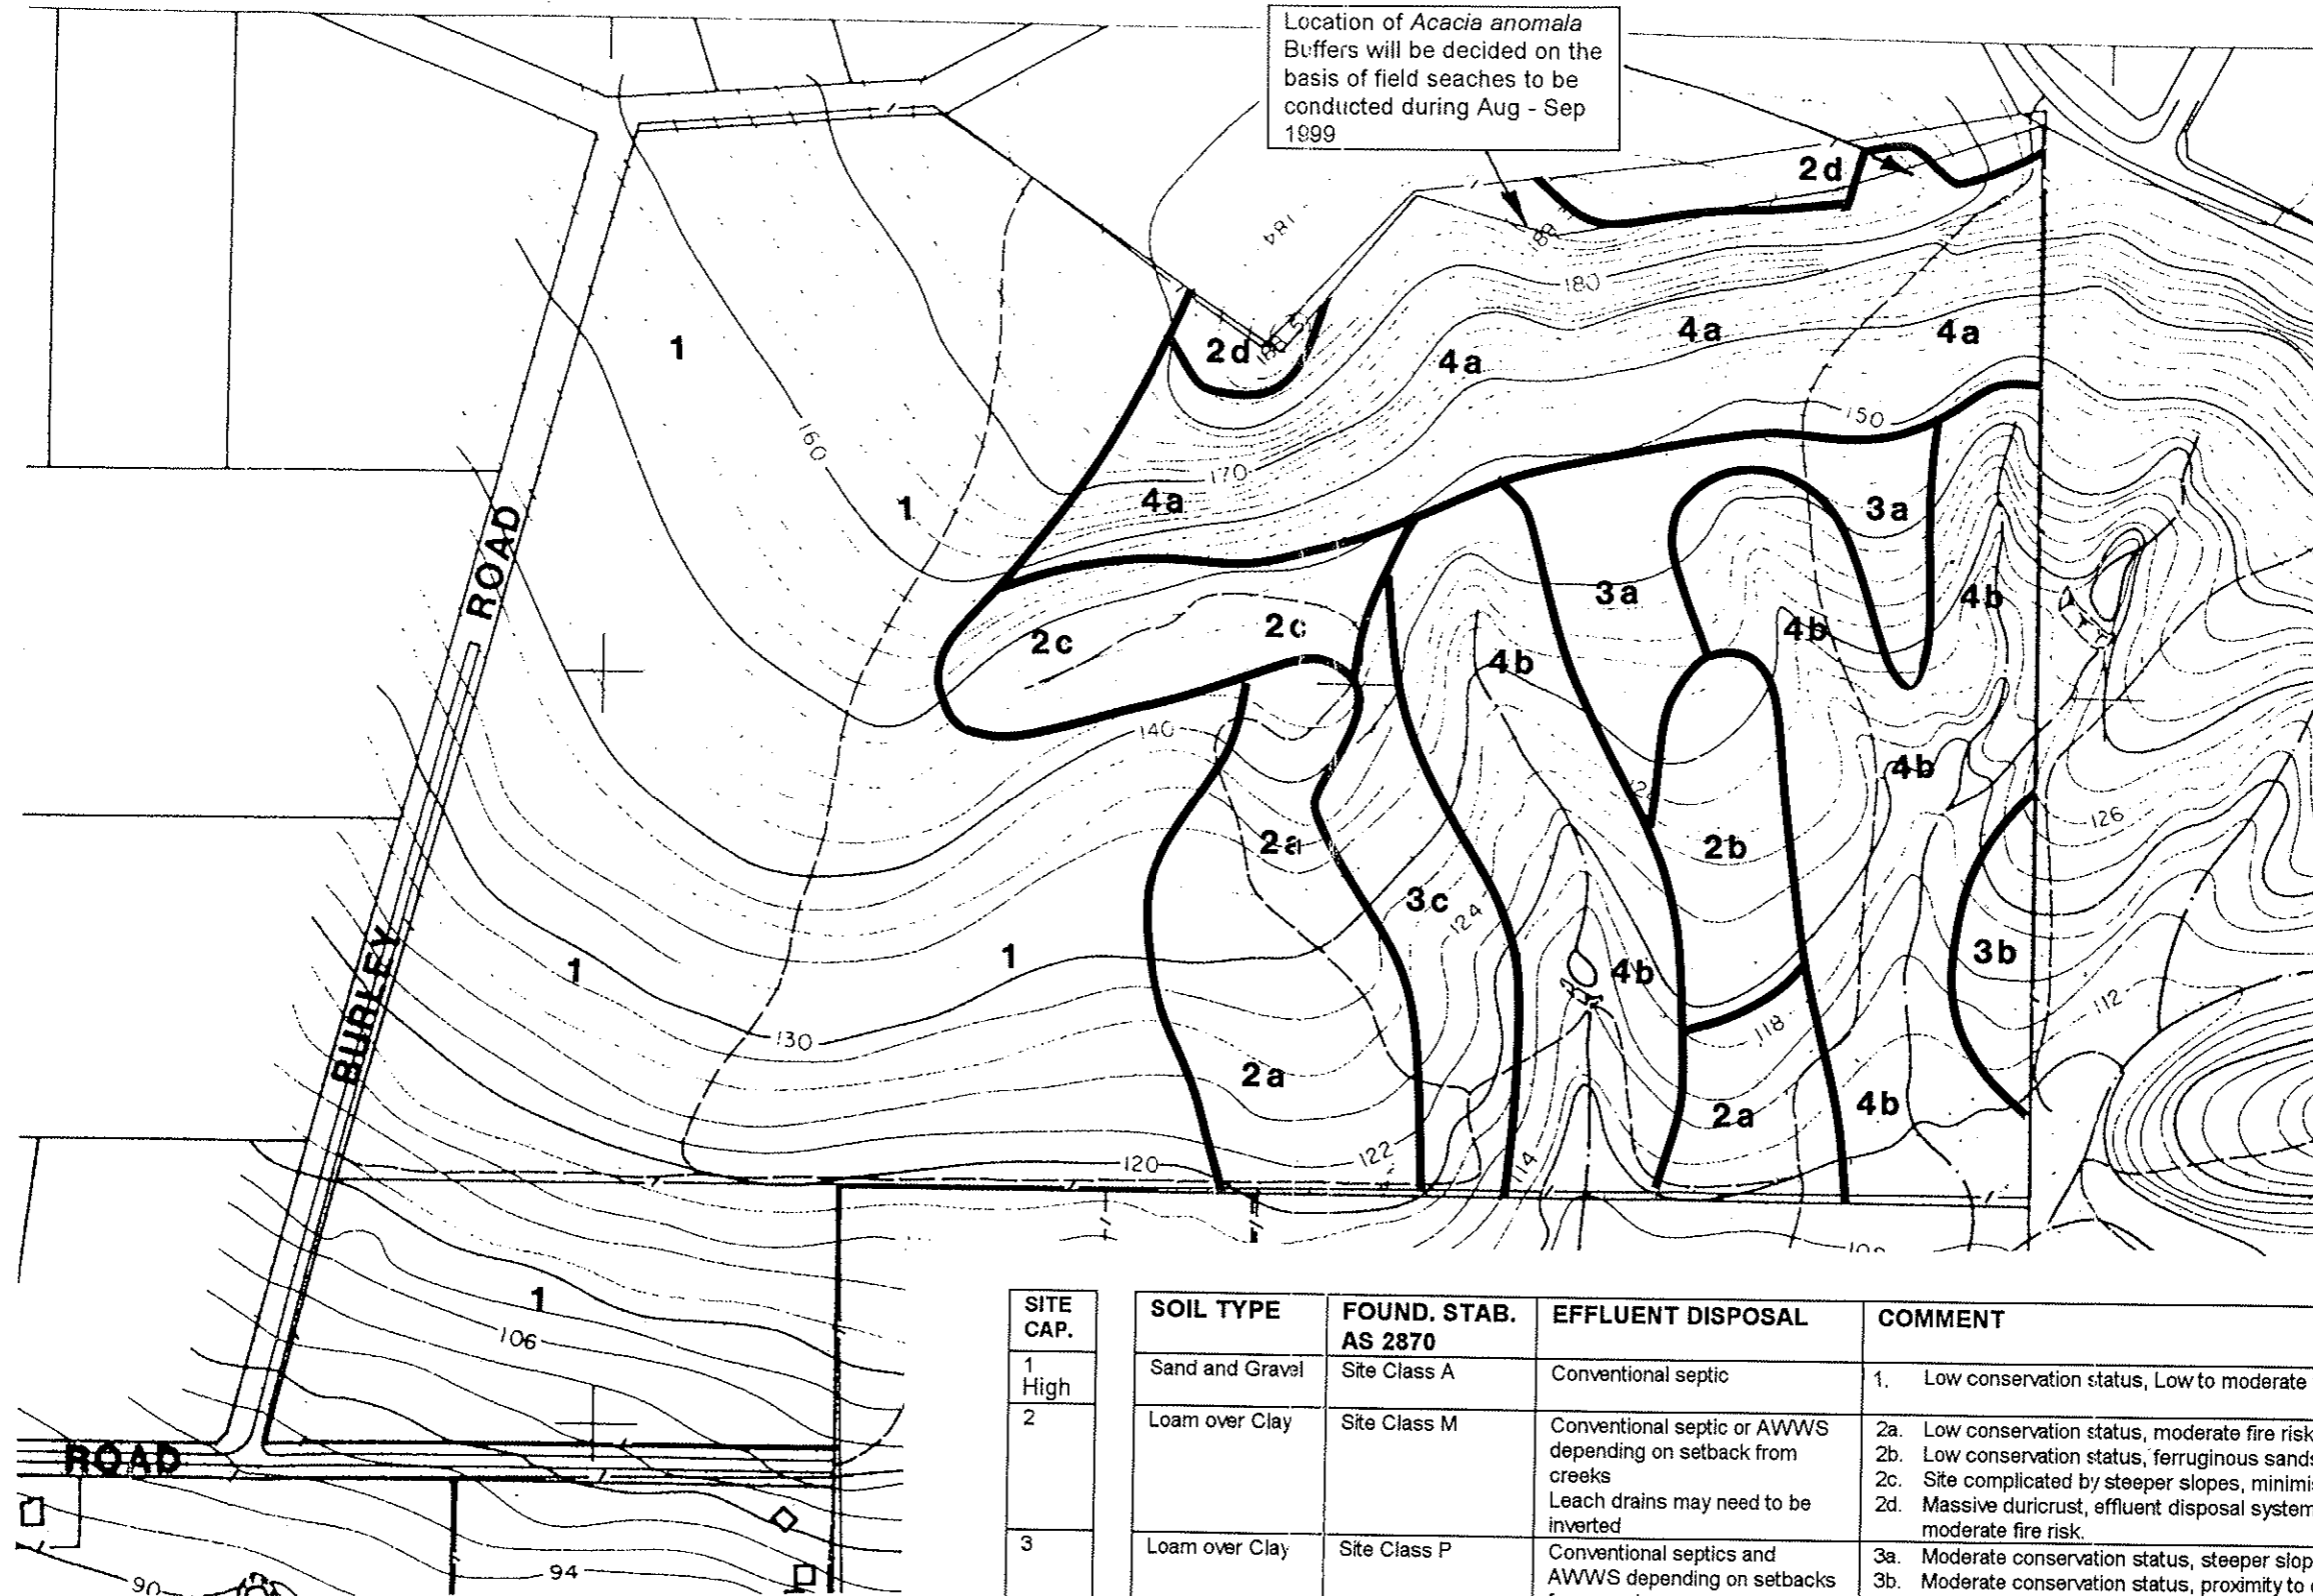 Location of Acacia anomala
Buffers will be decided on the
basis of field seaches to be
conducted during Aug - Sep
1999
2d
184
188
180
1
2d
4a
4a
4a
150
160
170
1
4a
3a
ROAD
3a
4b
2c
2c
4b
4b
140
4b
126
2a
2b
3c
124
BURLEY
1
1
4b
3b
112
130
118
2a
2a
4b
122
120
114
1
106
ROAD
94
90
SITE
CAP.
SOIL TYPE
FOUND. STAB.
AS 2870
EFFLUENT DISPOSAL
COMMENT
1
High
Sand and Gravel
Site Class A
Conventional septic
1. Low conservation status, Low to moderate
2
Loam over Clay
Site Class M
Conventional septic or AWWS
depending on setback from
creeks
Leach drains may need to be
inverted
2a. Low conservation status, moderate fire risk
2b. Low conservation status, ferruginous sands
2c. Site complicated by steeper slopes,
2d. Massive duricrust, effluent disposal system
moderate fire risk.
3
Loam over Clay
Site Class P
Conventional septics and
AWWS depending on setbacks
3a. Moderate conservation status, steeper
3b. Moderate conservation status, proximity to